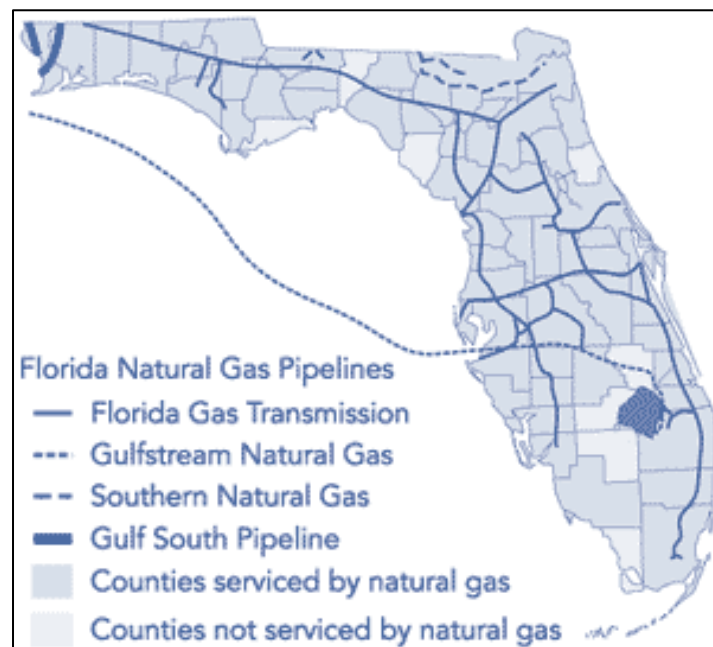 Florida Natural Gas Pipelines
Florida Gas Transmission
Gulfstream Natural Gas
Southern Natural Gas
Gulf South Pipeline
Counties serviced by natural gas
Counties not serviced by natural gas